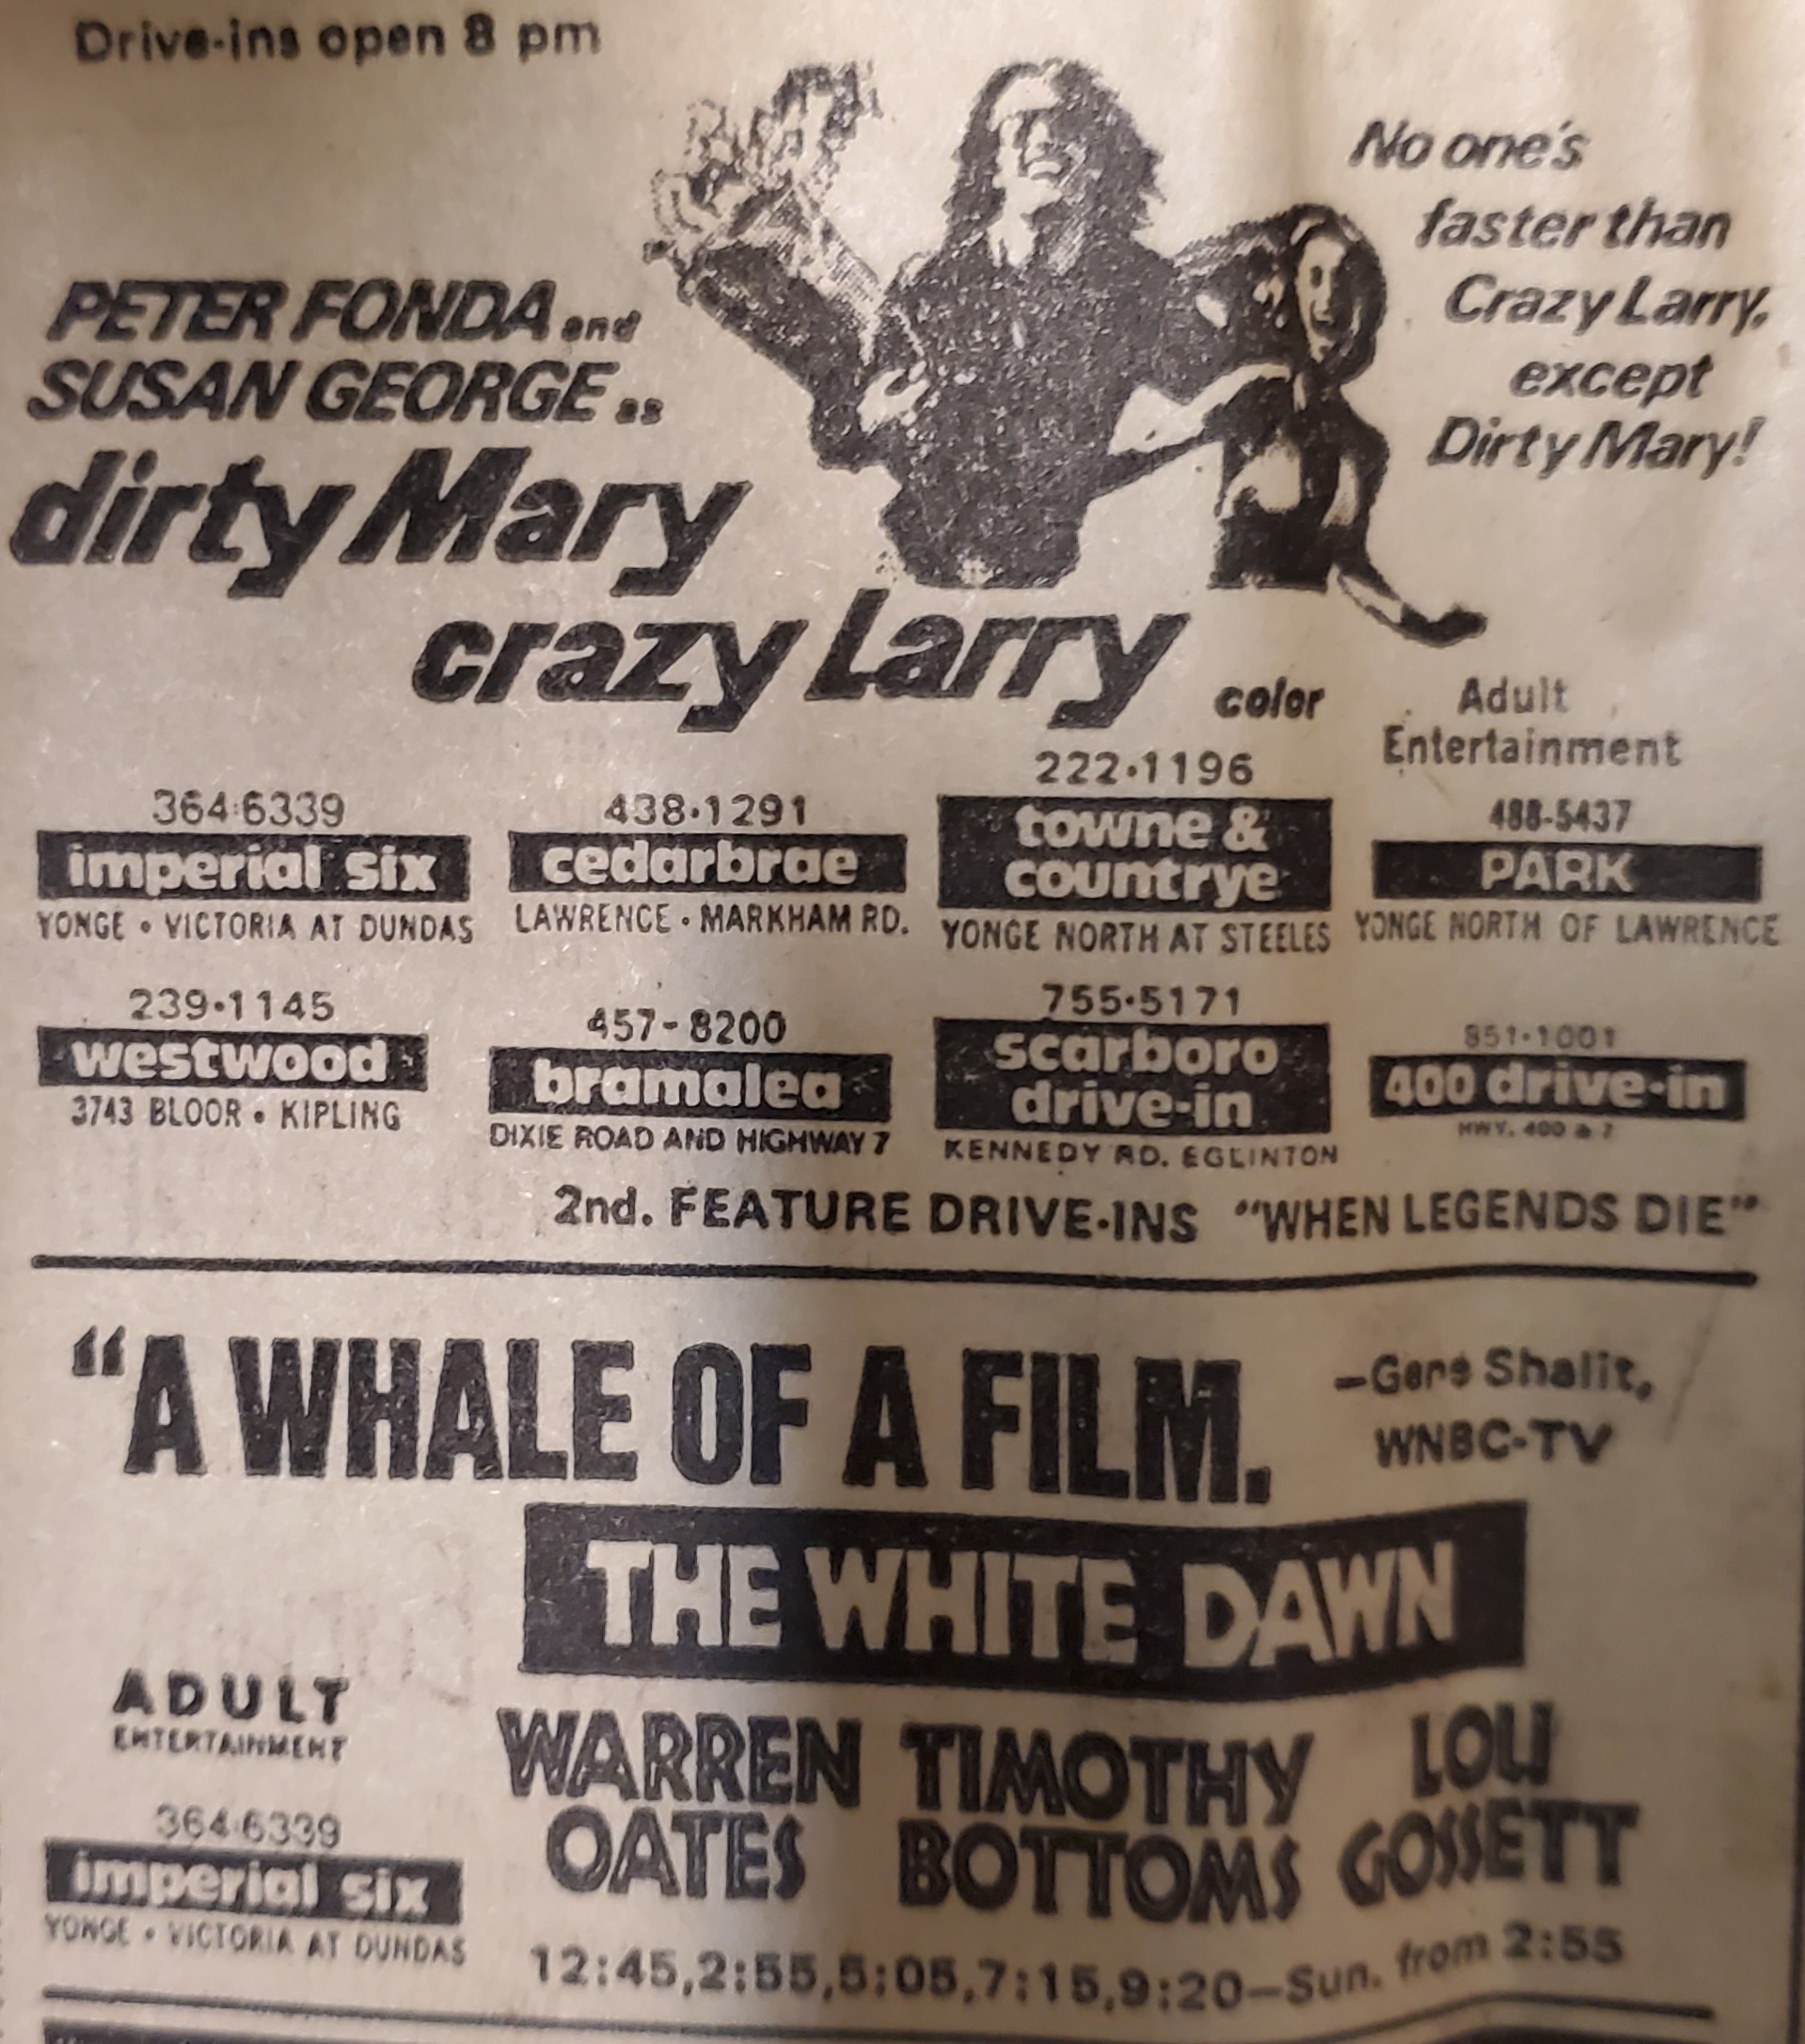 Drive-ins open 8 pm
No one's
faster than
Crazy Larry,
except
Dirty Mary!
PETER FONDA and
SUSAN GEORGE as
dirty Mary
crazy Larry
color
Adult
Entertainment
364·6339
imperial six
YONGE • VICTORIA AT DUNDAS
438·1291
cedarbrae
LAWRENCE • MARKHAM RD.
222·1196
towne &
countrye
YONGE NORTH AT STEELES
488-5437
PARK
YONGE NORTH OF LAWRENCE
239·1145
westwood
3743 BLOOR • KIPLING
457-8200
bramalea
DIXIE ROAD AND HIGHWAY 7
755·5171
scarboro
drive-in
KENNEDY RD. EGLINTON
851·1001
400 drive-in
HWY. 400 & 7
2nd. FEATURE DRIVE-INS "WHEN LEGENDS DIE"
"A WHALE OF A FILM.
—Gene Shalit,
WNBC-TV
THE WHITE DAWN
ADULT
ENTERTAINMENT
WARREN OATES
TIMOTHY BOTTOMS
LOU GOSSETT
364·6339
imperial six
YONGE • VICTORIA AT DUNDAS
12:45,2:55,5:05,7:15,9:20—Sun. from 2:55